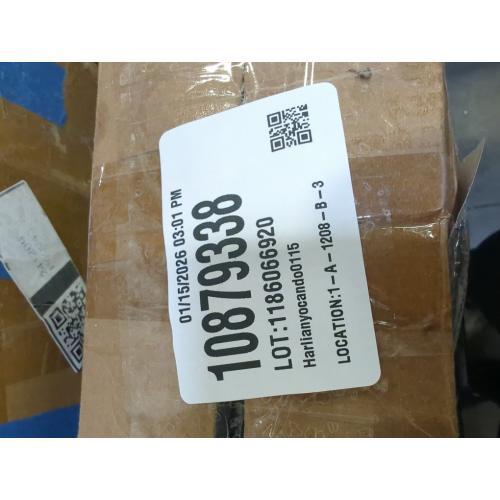 01/15/2026 03:01 PM
10879338
LOT:1186066920
Harlianyocando0115
LOCATION:1-A-1208-B-3